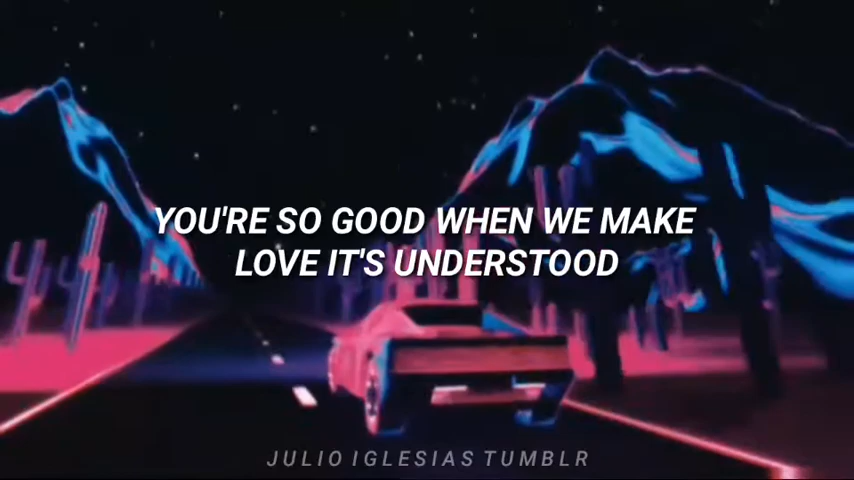 YOU'RE SO GOOD WHEN WE MAKE
LOVE IT'S UNDERSTOOD
JULIO IGLESIAS TUMBLR